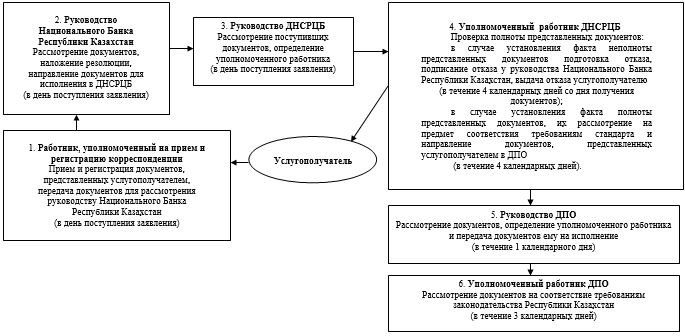 2. Руководство
Национального Банка
Республики Казахстан
Рассмотрение документов,
наложение резолюции,
направление документов для
исполнения в ДНСРЦБ
(в день поступления заявления)
3. Руководство ДНСРЦБ
Рассмотрение поступивших
документов, определение
уполномоченного работника
(в день поступления заявления)
4. Уполномоченный работник ДНСРЦБ
Проверка полноты представленных документов:
в случае установления факта неполноты
представленных документов подготовка отказа,
подписание отказа у руководства Национального Банка
Республики Казахстан, выдача отказа услугополучателю
(в течение 4 календарных дней со дня получения
документов);
в случае установления факта полноты
представленных документов, их рассмотрение на
предмет соответствия требованиям стандарта и
направление документов, представленных
услугополучателем в ДПО
(в течение 4 календарных дней).
1. Работник, уполномоченный на прием и
регистрацию корреспонденции
Прием и регистрация документов,
представленных услугополучателем,
передача документов для рассмотрения
руководству Национального Банка
Республики Казахстан
(в день поступления заявления)
Услугополучатель
5. Руководство ДПО
Рассмотрение документов, определение уполномоченного работника
и передача документов ему на исполнение
(в течение 1 календарного дня)
6. Уполномоченный работник ДПО
Рассмотрение документов на соответствие требованиям
законодательства Республики Казахстан
(в течение 3 календарных дней)